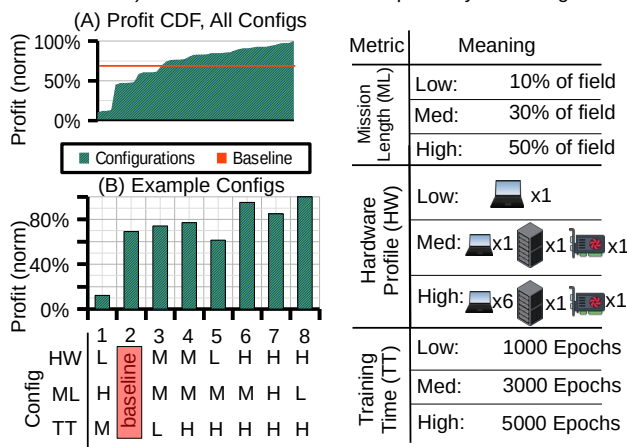 (A) Profit CDF, All Configs
100%
50%
0%
Profit (norm)
Configurations
Baseline
(B) Example Configs
80%
40%
0%
Profit (norm)
1 2 3 4 5 6 7 8
Config
HW L M M L H H H
ML H M M M M H L
TT M L H H H H H
baseline
Metric Meaning
Mission
Length (ML)
Low: 10% of field
Med: 30% of field
High: 50% of field
Hardware
Profile (HW)
Low: x1
Med: x1 x1 x1
High: x6 x1 x1
Training
Time (TT)
Low: 1000 Epochs
Med: 3000 Epochs
High: 5000 Epochs